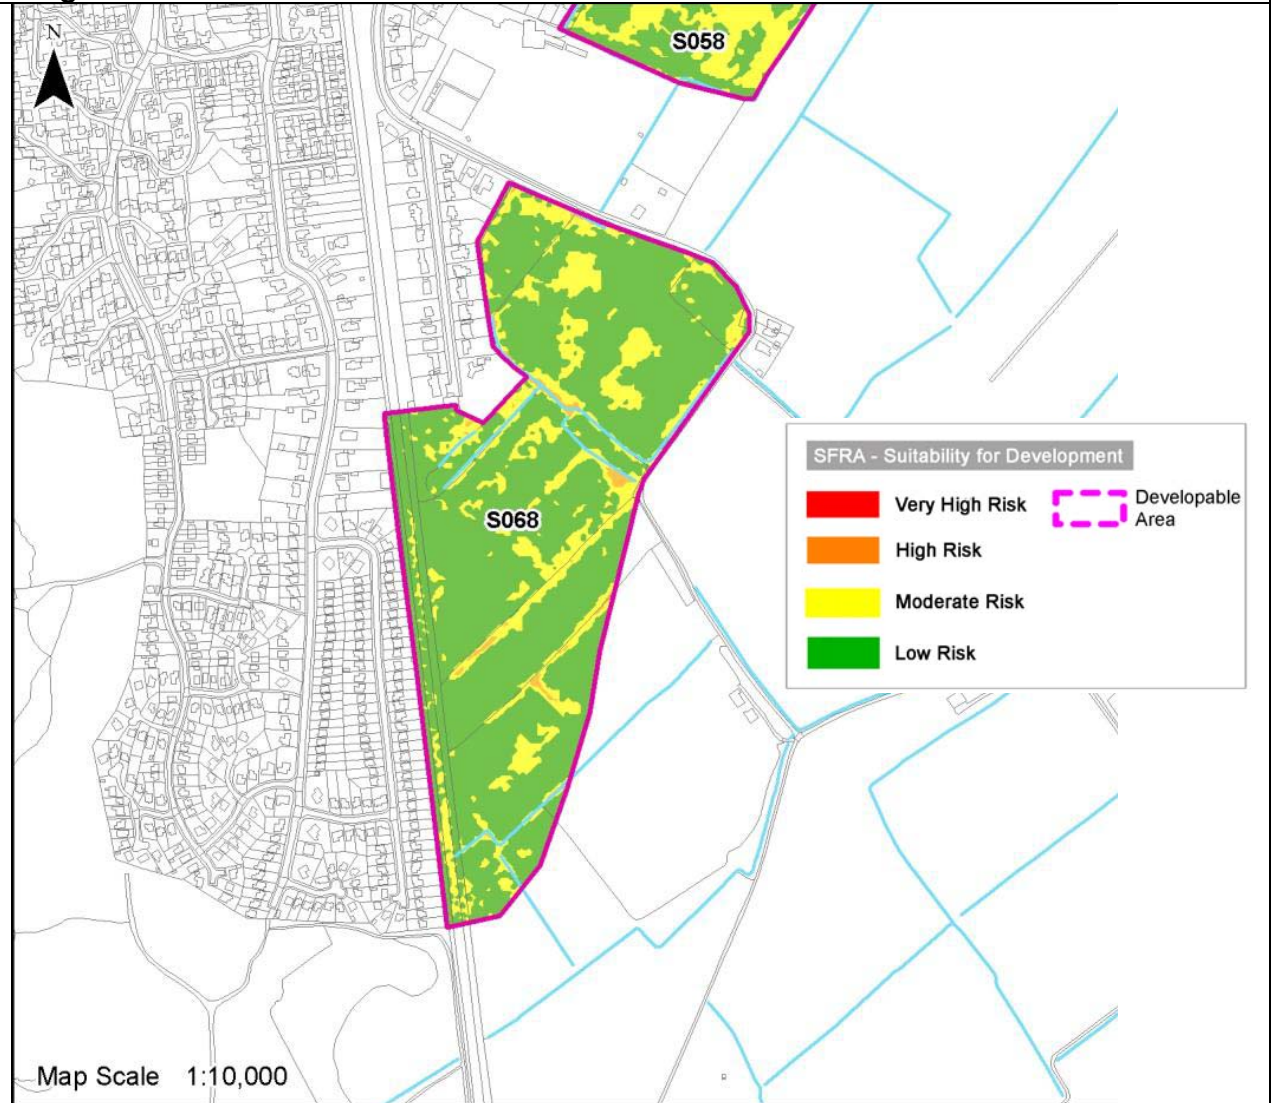 N
S058
SFRA - Suitability for Development
Very High Risk
Developable
Area
High Risk
Moderate Risk
Low Risk
S068
Map Scale 1:10,000